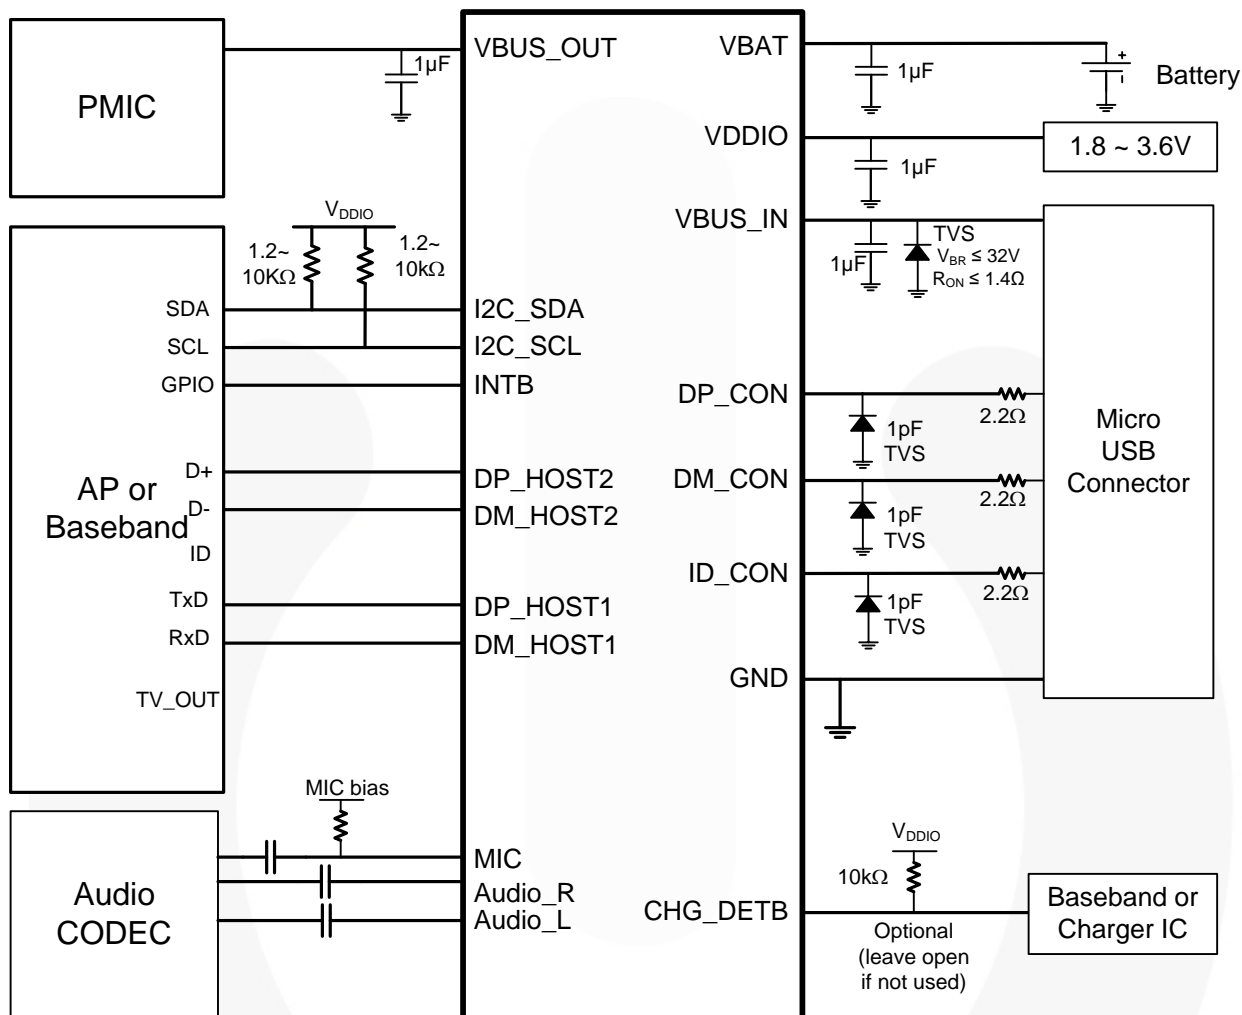 PMIC
VBUS_OUT
1µF
VBAT
1µF
+
Battery
VDDIO
1µF
1.8 ~ 3.6V
VBUS_IN
1µF
TVS
VBR ≤ 32V
RON ≤ 1.4Ω
VDDIO
1.2~
10KΩ
1.2~
10kΩ
SDA
I2C_SDA
SCL
I2C_SCL
GPIO
INTB
AP or
Baseband
D+
DP_HOST2
D-
DM_HOST2
ID
TxD
DP_HOST1
RxD
DM_HOST1
TV_OUT
DP_CON
2.2Ω
1pF
TVS
DM_CON
2.2Ω
1pF
TVS
ID_CON
2.2Ω
1pF
TVS
GND
Micro
USB
Connector
MIC bias
Audio
CODEC
MIC
Audio_R
Audio_L
VDDIO
10kΩ
CHG_DETB
Optional
(leave open
if not used)
Baseband or
Charger IC